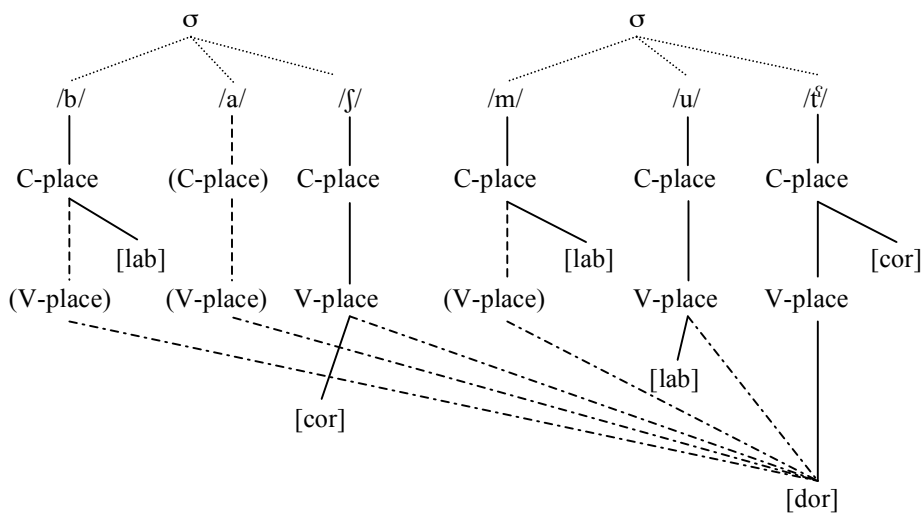 σ σ
/b/ /a/ /ʃ/ /m/ /u/ /tˤ/
C-place (C-place) C-place C-place C-place C-place
[lab] [lab] [cor]
(V-place) (V-place) V-place (V-place) V-place V-place
[lab]
[cor]
[dor]